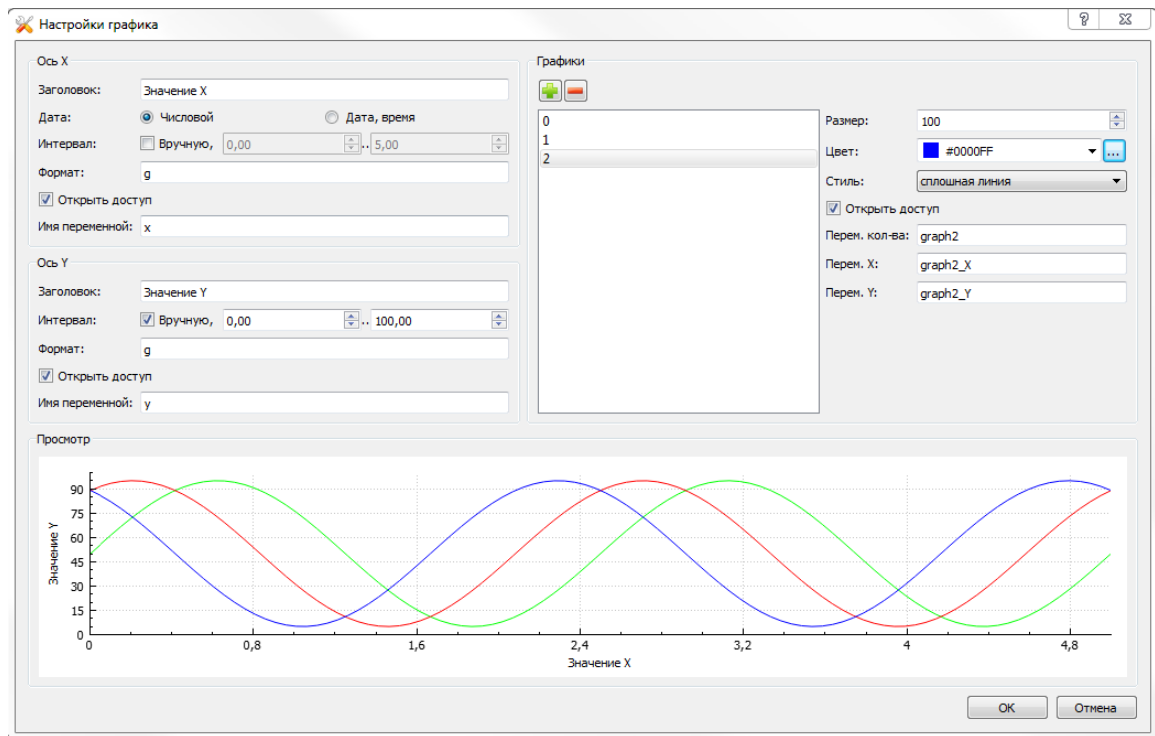 Настройки графика
Ось X
Заголовок: Значение X
Дата: Числовой Дата, время
Интервал: Вручную, 0,00 .. 5,00
Формат: g
Открыть доступ
Имя переменной: x
Ось Y
Заголовок: Значение Y
Интервал: Вручную, 0,00 .. 100,00
Формат: g
Открыть доступ
Имя переменной: y
Графики
0
1
2
Размер: 100
Цвет: #0000FF ...
Стиль: сплошная линия
Открыть доступ
Перем. кол-ва: graph2
Перем. X: graph2_X
Перем. Y: graph2_Y
Просмотр
Значение Y
90
75
60
45
30
15
0
0 0,8 1,6 2,4 3,2 4 4,8
Значение X
ОК Отмена